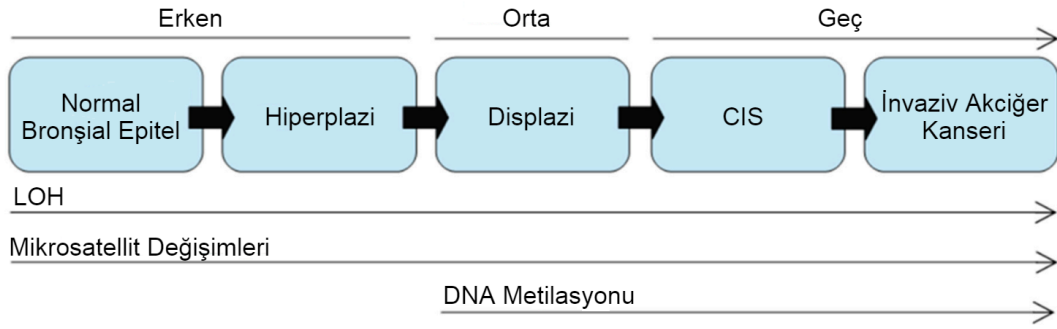 Erken
Orta
Geç
Normal
Bronşial Epitel
Hiperplazi
Displazi
CIS
İnvaziv Akciğer
Kanseri
LOH
Mikrosatellit Değişimleri
DNA Metilasyonu